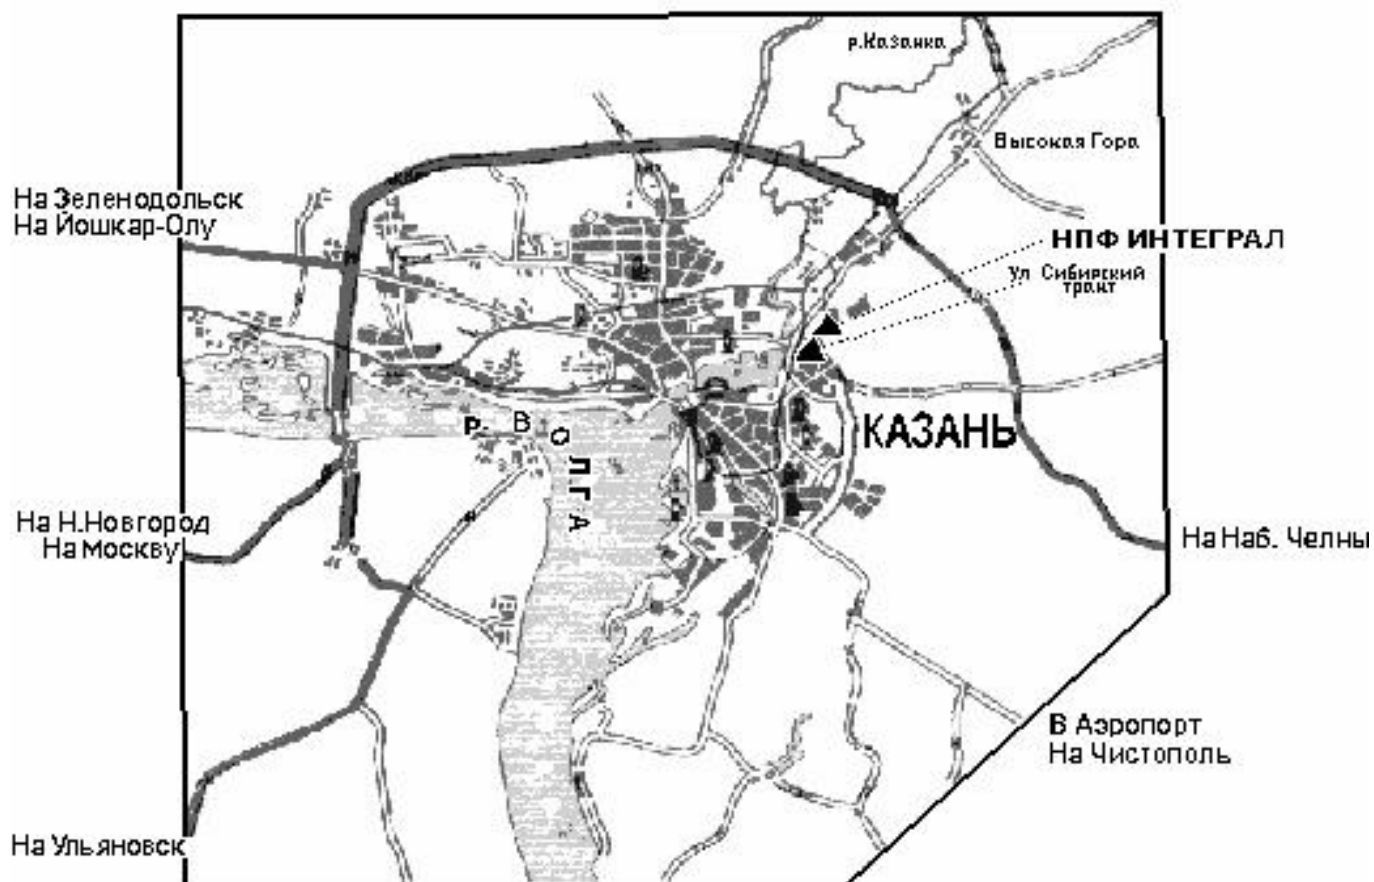 р.Казанка
Высокая Гора
На Зеленодольск
На Йошкар-Олу
НПФ ИНТЕГРАЛ
ул Сибирский
тракт
КАЗАНЬ
р. ВОЛГА
На Н.Новгород
На Москву
На Наб. Челны
В Аэропорт
На Чистополь
На Ульяновск